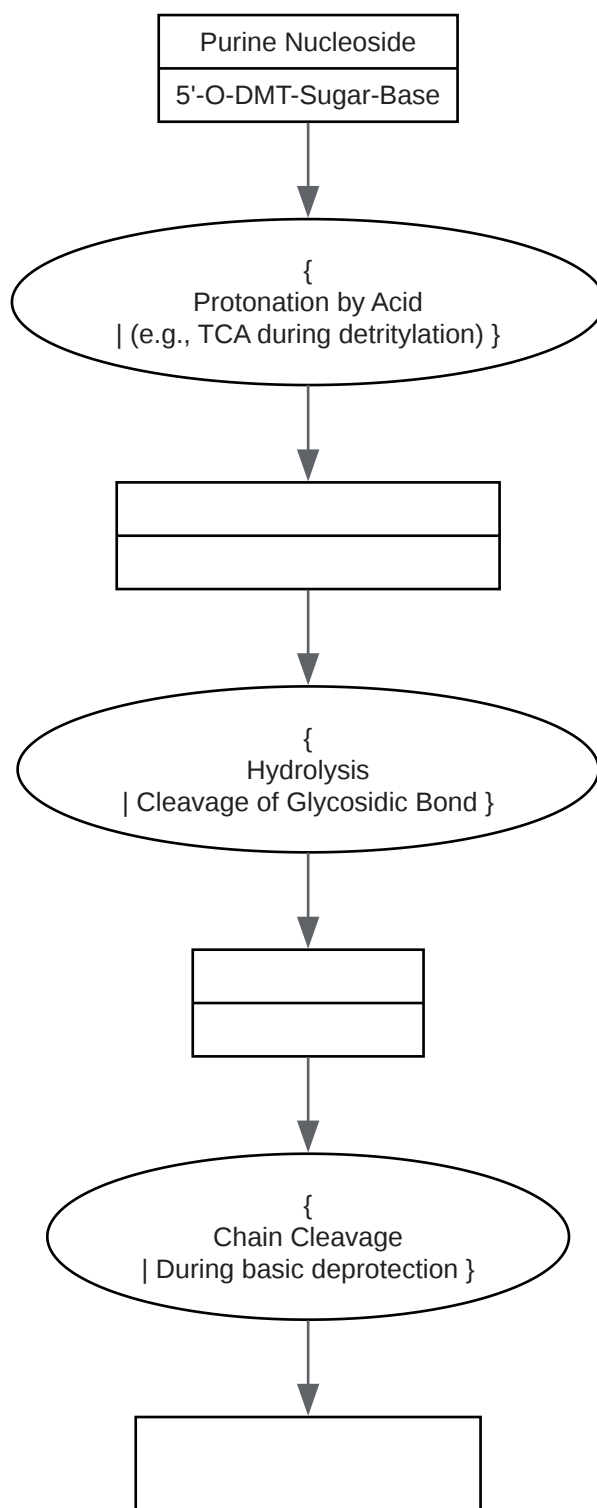 Purine Nucleoside
5'-O-DMT-Sugar-Base
{
Protonation by Acid
| (e.g., TCA during detritylation) }
{
Hydrolysis
| Cleavage of Glycosidic Bond }
{
Chain Cleavage
| During basic deprotection }